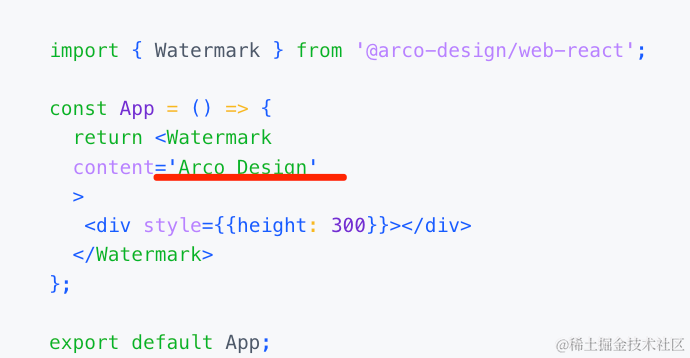 import { Watermark } from '@arco-design/web-react';
const App = () => {
return <Watermark
content='Arco Design'
>
<div style={{height: 300}}></div>
</Watermark>
};
export default App;
@稀土掘金技术社区